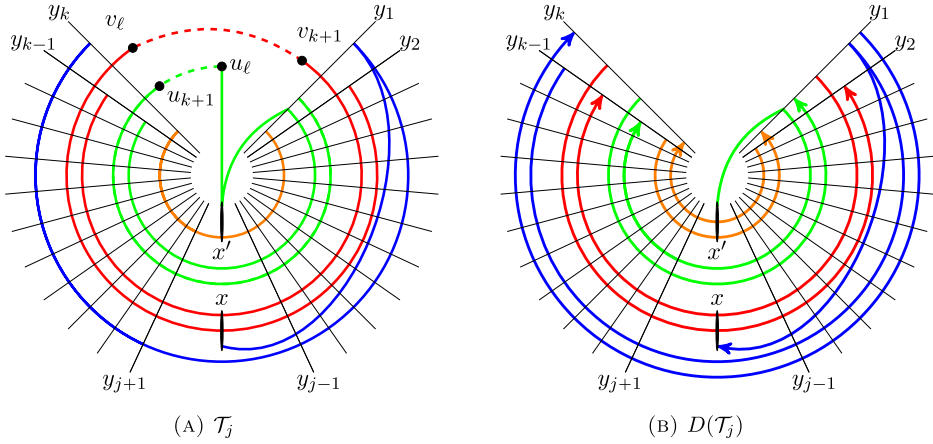 y_k v_ℓ v_{k+1} y_1 y_k y_1
y_{k−1} y_2 y_{k−1} y_2
u_ℓ
u_{k+1}
x′ x′
x x
y_{j+1} y_{j−1} y_{j+1} y_{j−1}
(A) 𝒯_j (B) D(𝒯_j)